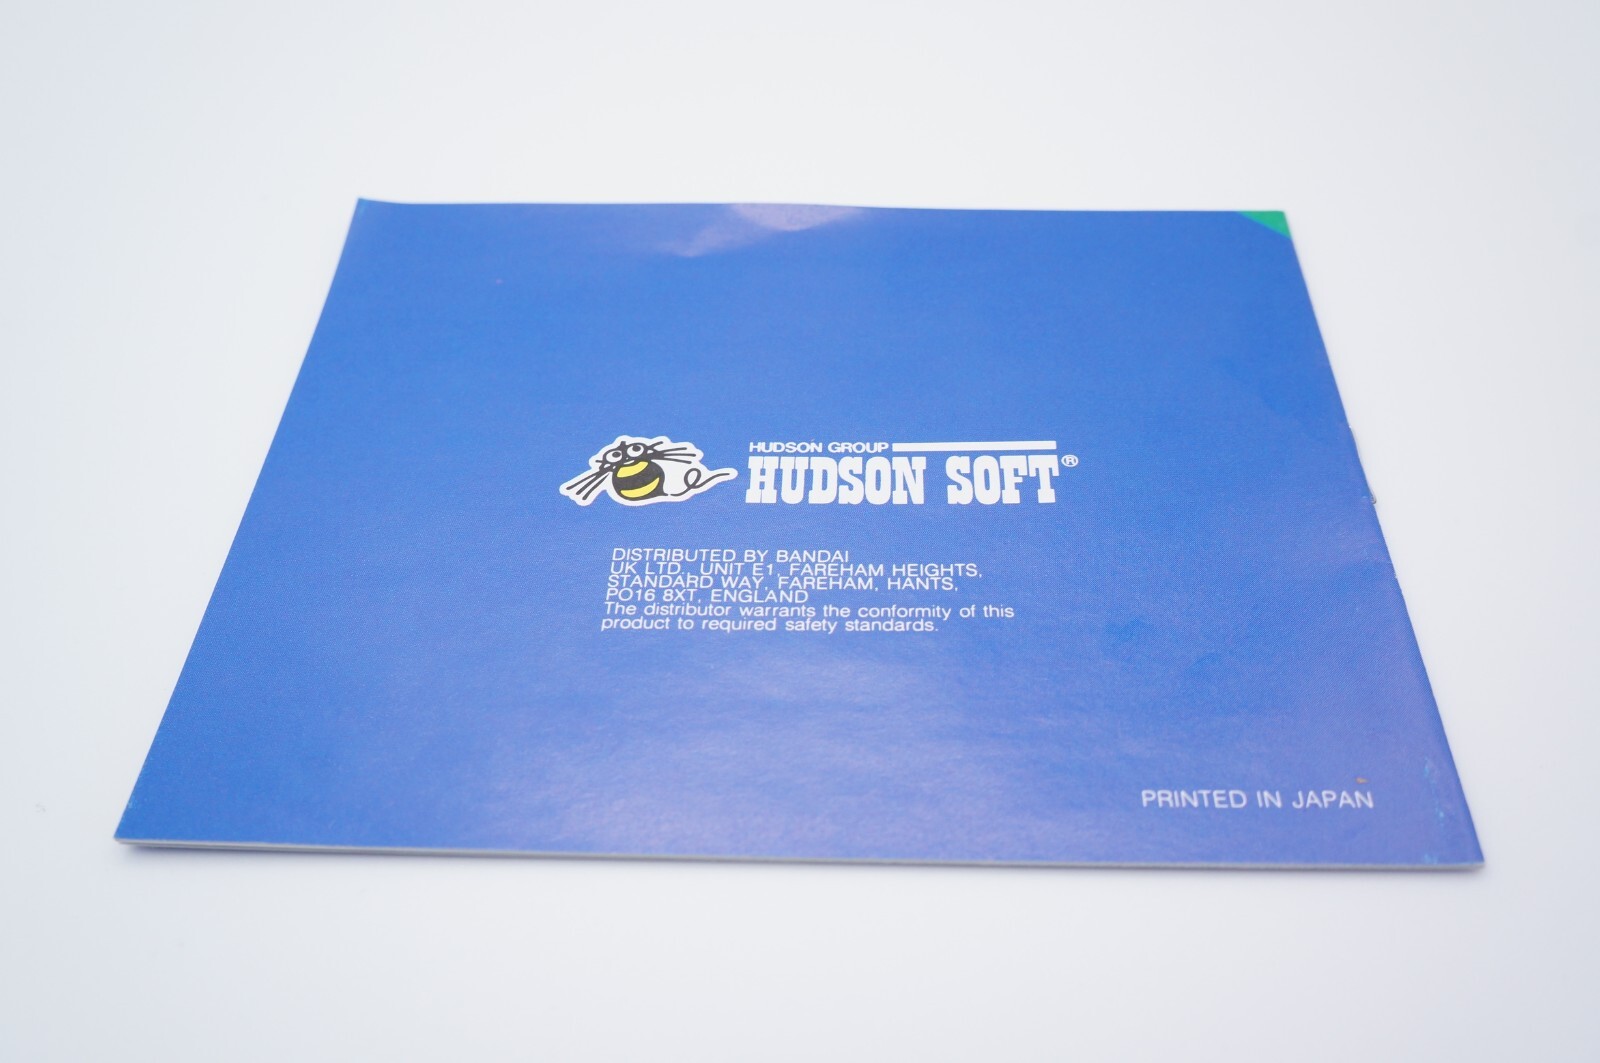 HUDSON GROUP
HUDSON SOFT®
DISTRIBUTED BY BANDAI
UK LTD., UNIT E1, FAREHAM HEIGHTS,
STANDARD WAY, FAREHAM, HANTS,
PO16 8XT, ENGLAND
The distributor warrants the conformity of this
product to required safety standards.
PRINTED IN JAPAN